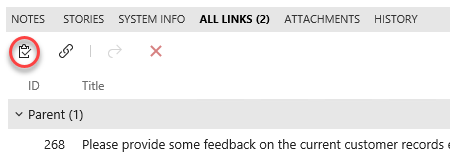 NOTES STORIES SYSTEM INFO ALL LINKS (2) ATTACHMENTS HISTORY
ID Title
Parent (1)
268 Please provide some feedback on the current customer records